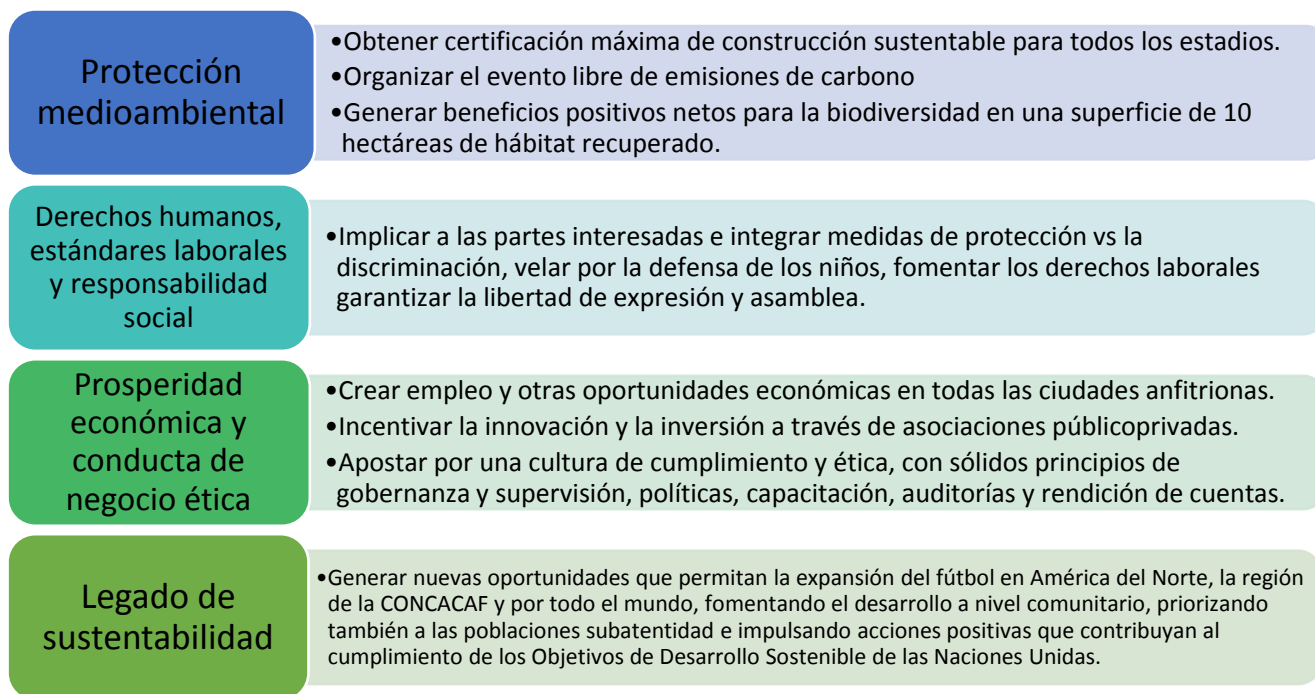 Protección
medioambiental
•Obtener certificación máxima de construcción sustentable para todos los estadios.
•Organizar el evento libre de emisiones de carbono
•Generar beneficios positivos netos para la biodiversidad en una superficie de 10
hectáreas de hábitat recuperado.
Derechos humanos,
estándares laborales
y responsabilidad
social
•Implicar a las partes interesadas e integrar medidas de protección vs la
discriminación, velar por la defensa de los niños, fomentar los derechos laborales
garantizar la libertad de expresión y asamblea.
Prosperidad
económica y
conducta de
negocio ética
•Crear empleo y otras oportunidades económicas en todas las ciudades anfitrionas.
•Incentivar la innovación y la inversión a través de asociaciones públicoprivadas.
•Apostar por una cultura de cumplimiento y ética, con sólidos principios de
gobernanza y supervisión, políticas, capacitación, auditorías y rendición de cuentas.
Legado de
sustentabilidad
•Generar nuevas oportunidades que permitan la expansión del fútbol en América del Norte, la región
de la CONCACAF y por todo el mundo, fomentando el desarrollo a nivel comunitario, priorizando
también a las poblaciones subatentidad e impulsando acciones positivas que contribuyan al
cumplimiento de los Objetivos de Desarrollo Sostenible de las Naciones Unidas.